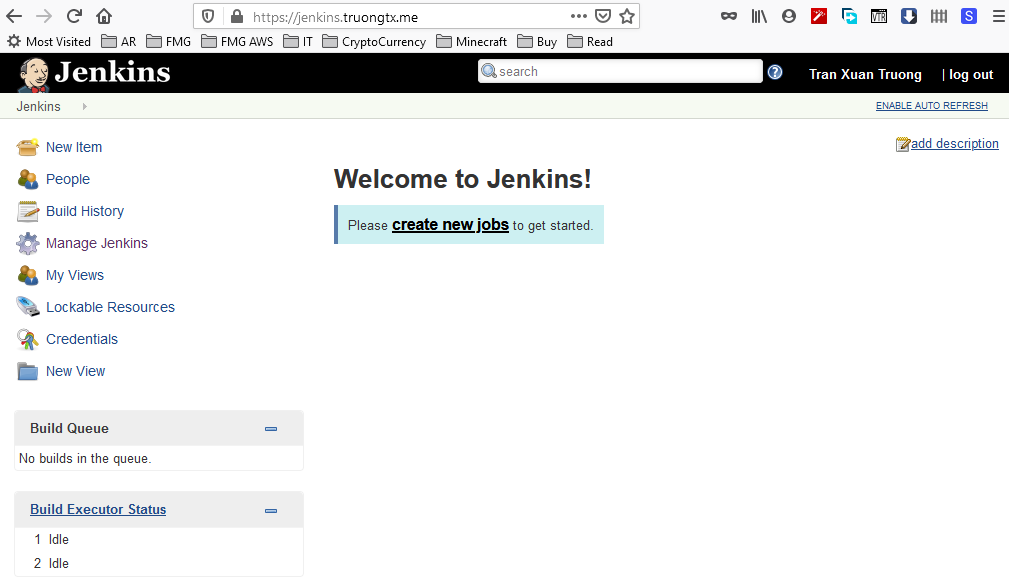 https://jenkins.truongtx.me
VTR
S
Most Visited AR FMG FMG AWS IT CryptoCurrency Minecraft Buy Read
Jenkins
search
?
Tran Xuan Truong | log out
Jenkins
ENABLE AUTO REFRESH
New Item
People
Build History
Manage Jenkins
My Views
Lockable Resources
Credentials
New View
add description
Welcome to Jenkins!
Please create new jobs to get started.
Build Queue
No builds in the queue.
Build Executor Status
1 Idle
2 Idle